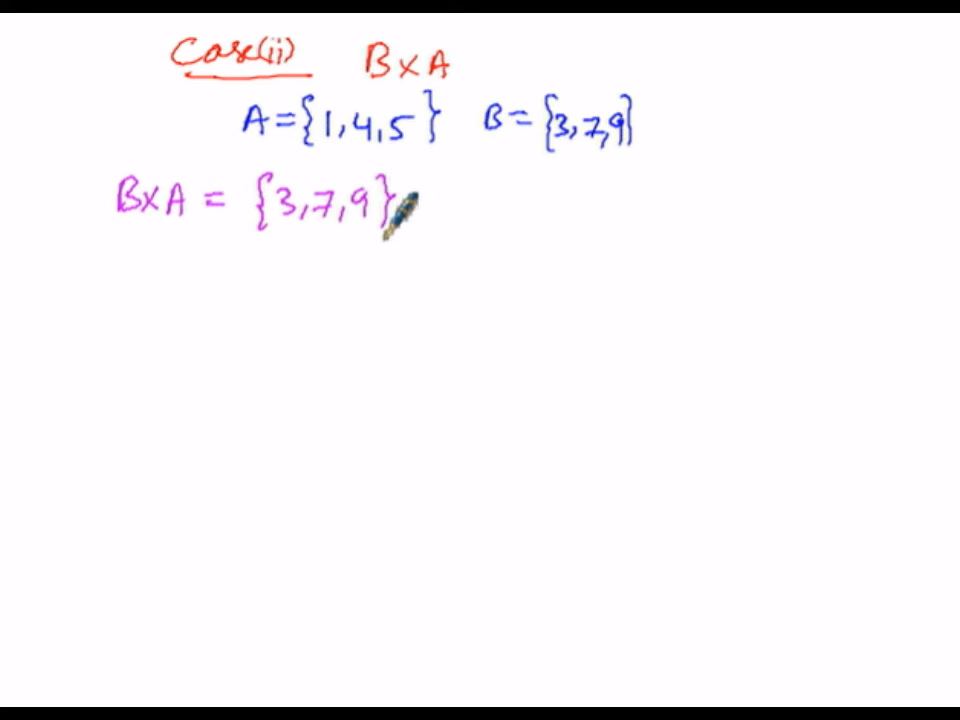 Case(ii) B×A
A={1,4,5} B={3,7,9}
B×A = {3,7,9}